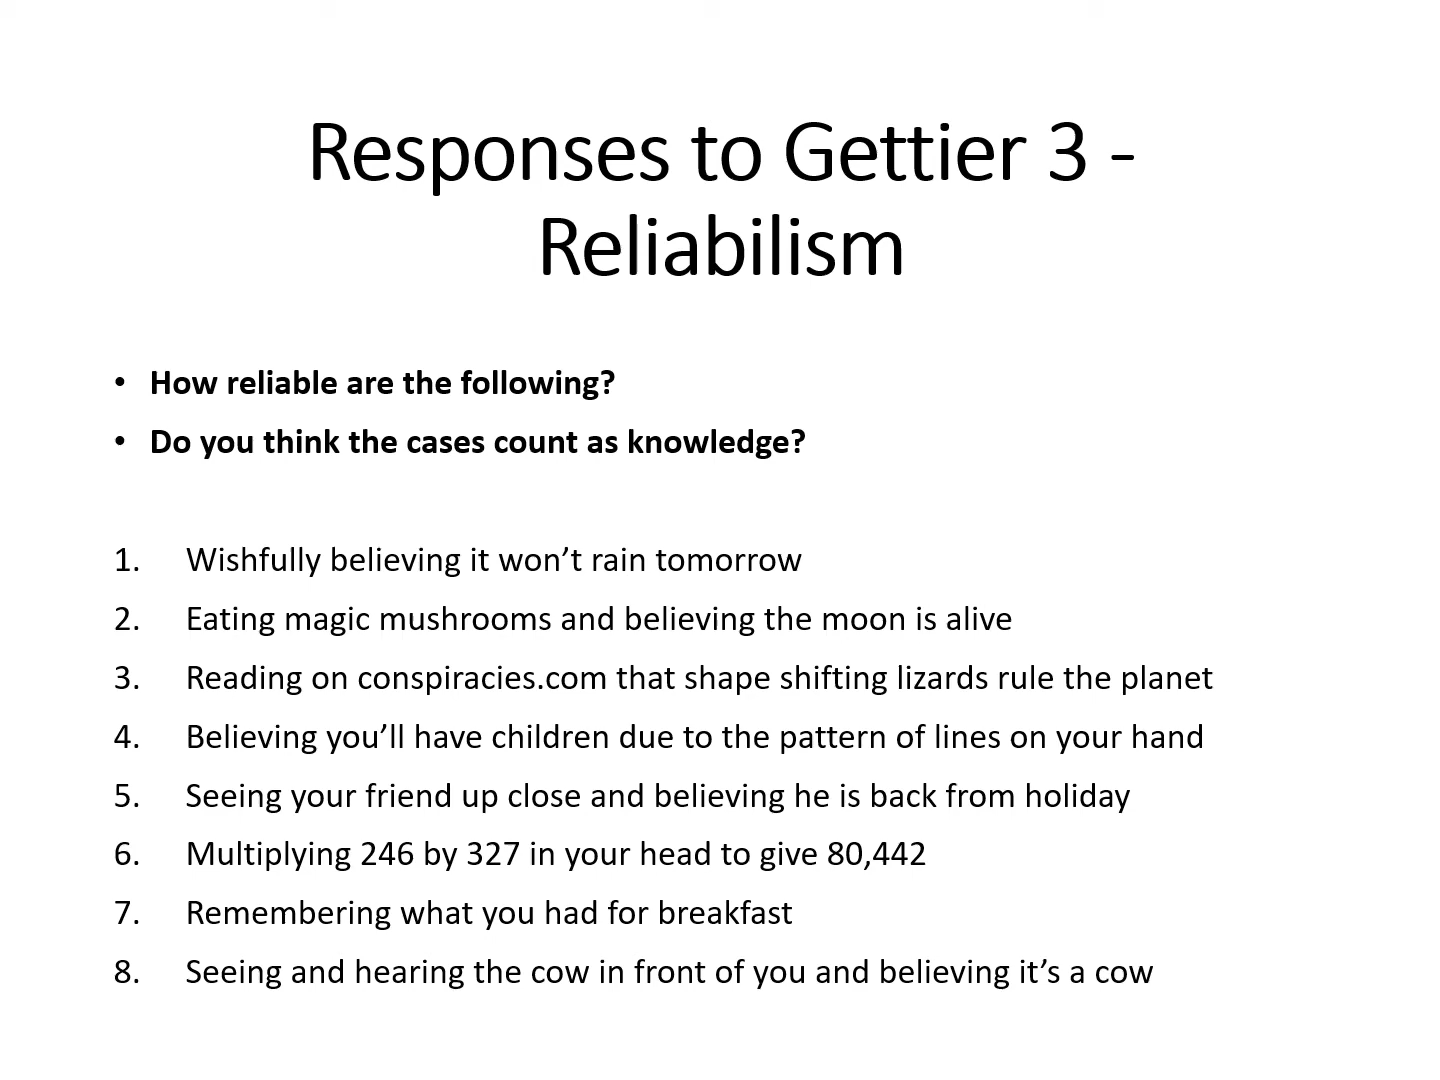 Responses to Gettier 3 -
Reliabilism
• How reliable are the following?
• Do you think the cases count as knowledge?
1. Wishfully believing it won’t rain tomorrow
2. Eating magic mushrooms and believing the moon is alive
3. Reading on conspiracies.com that shape shifting lizards rule the planet
4. Believing you’ll have children due to the pattern of lines on your hand
5. Seeing your friend up close and believing he is back from holiday
6. Multiplying 246 by 327 in your head to give 80,442
7. Remembering what you had for breakfast
8. Seeing and hearing the cow in front of you and believing it’s a cow